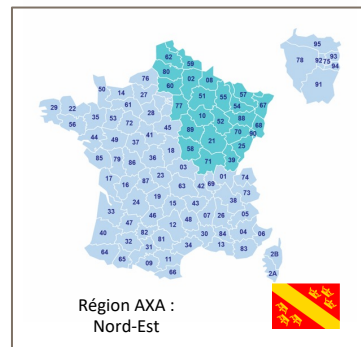 95
78 92 75 93
94
91
62
59
80 02 08
76 60
50 14 27
51 55 57
54 67
77
29 22 61 28
10 52 88 68
56 35 53 72
45 89 70 90
44 49 37 41
21 25
18 58
85 79 86 36
71 39
03
17 16 87 23
01 74
63 42 69
24 19
38 73
33 15 43
46
07 26 05
47 12 48
40 82
30 84 04 06
32 81
34 13 83
31
64 65 09 11
66
2B
2A
Région AXA :
Nord-Est